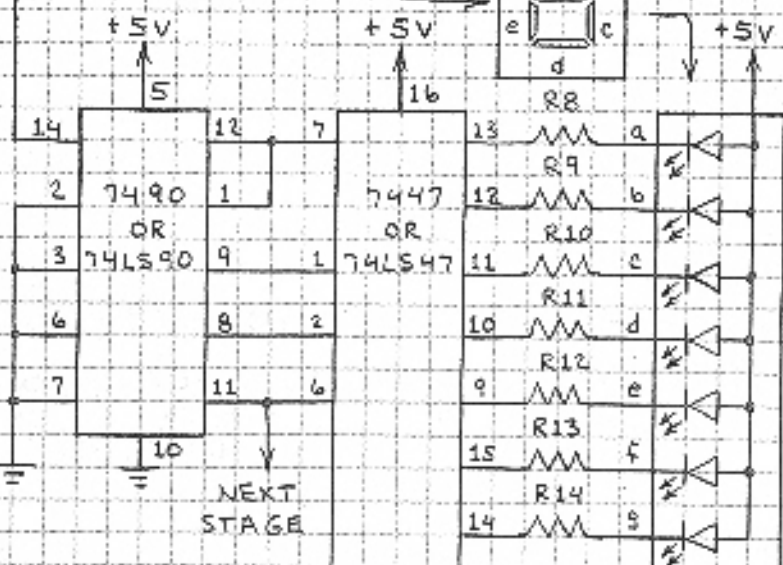 +5V +5V e c +5V
d
5 16 R8
14 12 7 13 a
R9
2 7490 1 7447 12 b
OR OR R10
3 74LS90 9 1 74LS47 11 c
R11
6 8 2 10 d
R12
7 11 6 9 e
R13
10 15 f
NEXT R14
STAGE 14 g